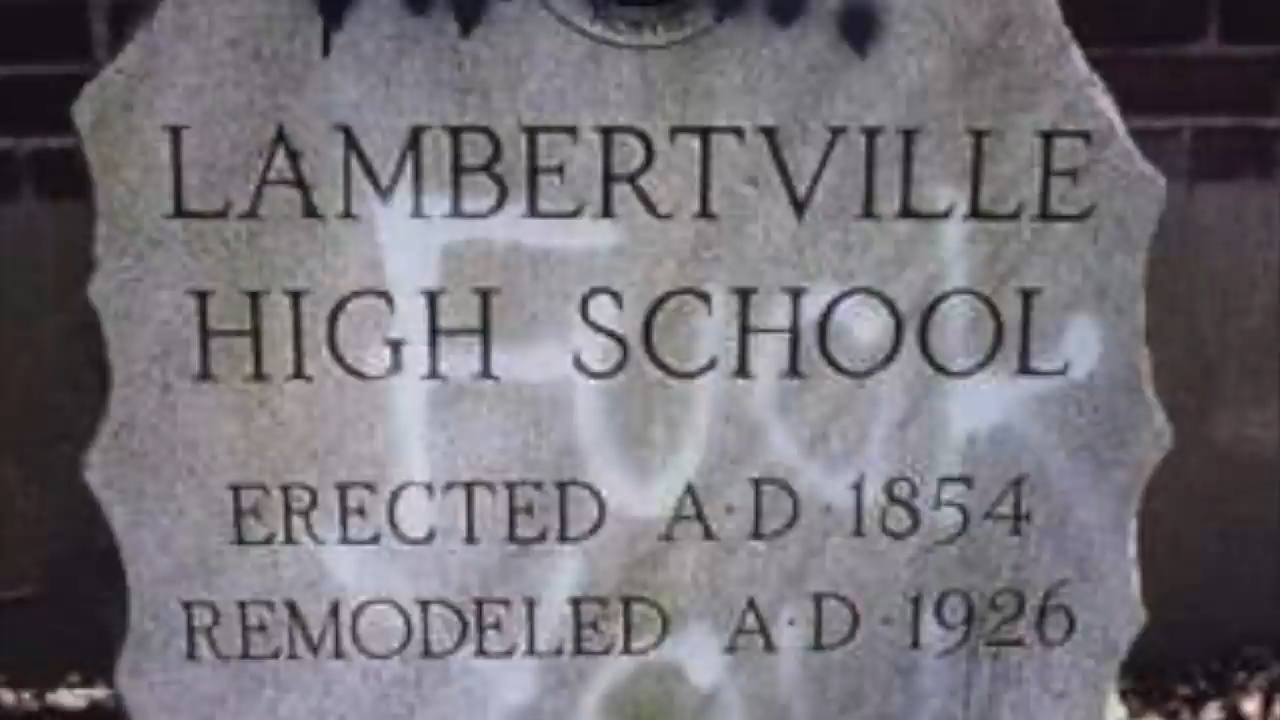 LAMBERTVILLE
HIGH SCHOOL
ERECTED A·D·1854
REMODELED A·D·1926